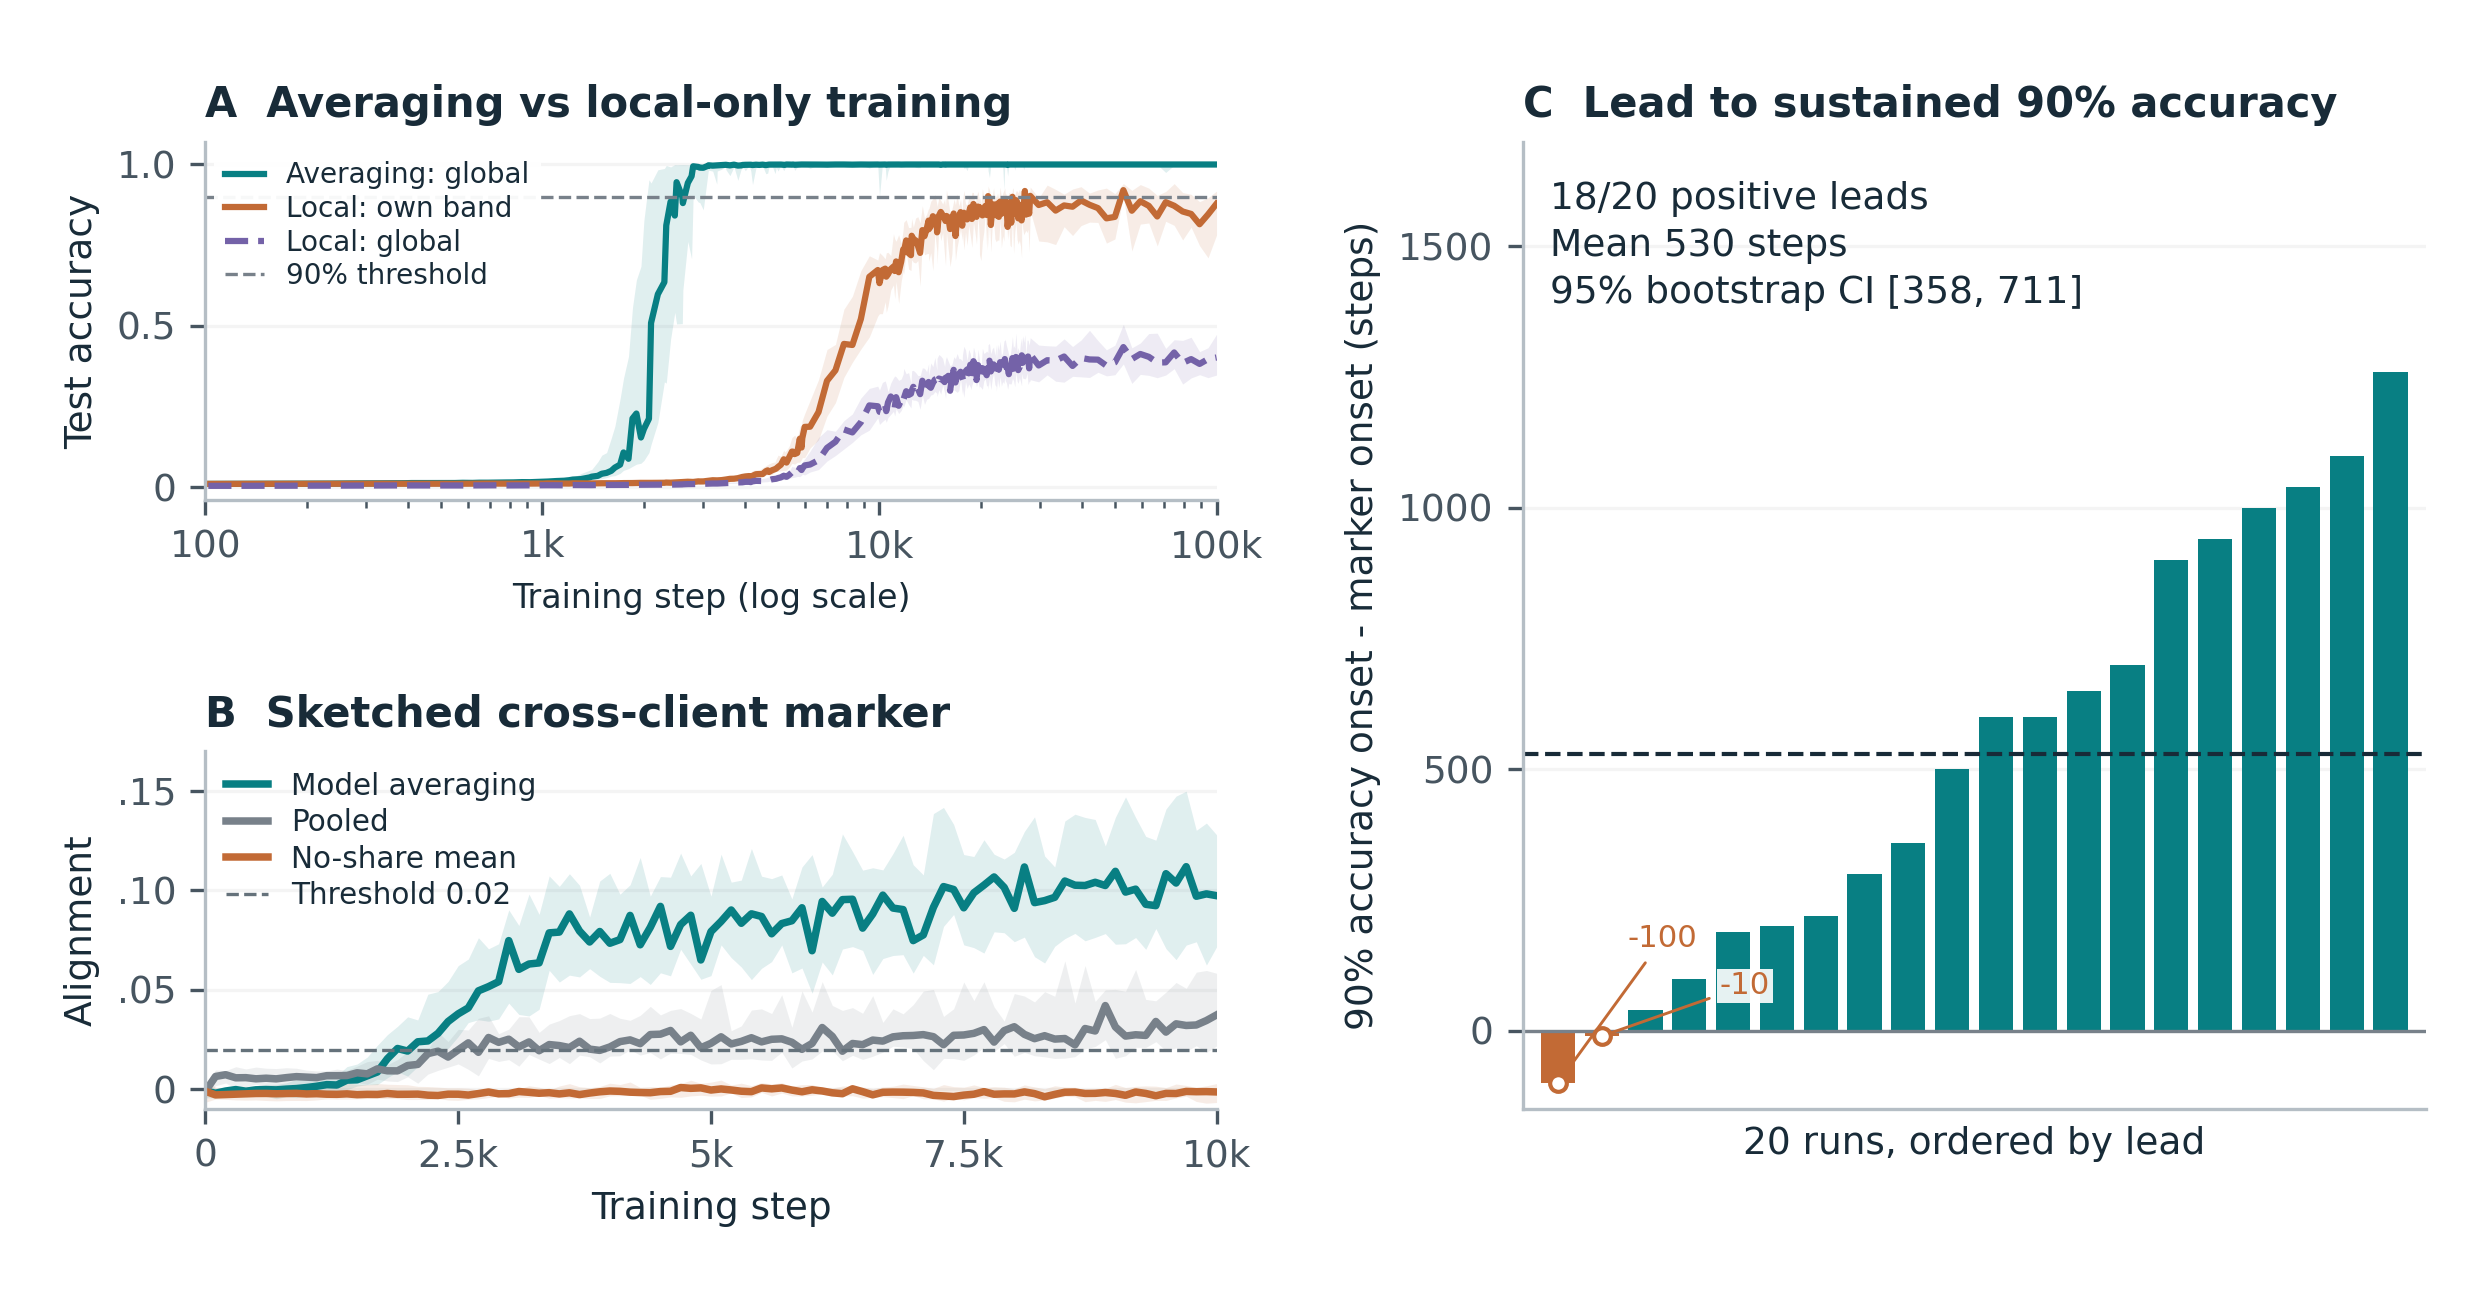 A Averaging vs local-only training
Test accuracy
1.0
0.5
0
Averaging: global
Local: own band
Local: global
90% threshold
100
1k
10k
100k
Training step (log scale)
B Sketched cross-client marker
Alignment
.15
.10
.05
0
Model averaging
Pooled
No-share mean
Threshold 0.02
0
2.5k
5k
7.5k
10k
Training step
C Lead to sustained 90% accuracy
90% accuracy onset - marker onset (steps)
1500
1000
500
0
18/20 positive leads
Mean 530 steps
95% bootstrap CI [358, 711]
-100
-10
20 runs, ordered by lead